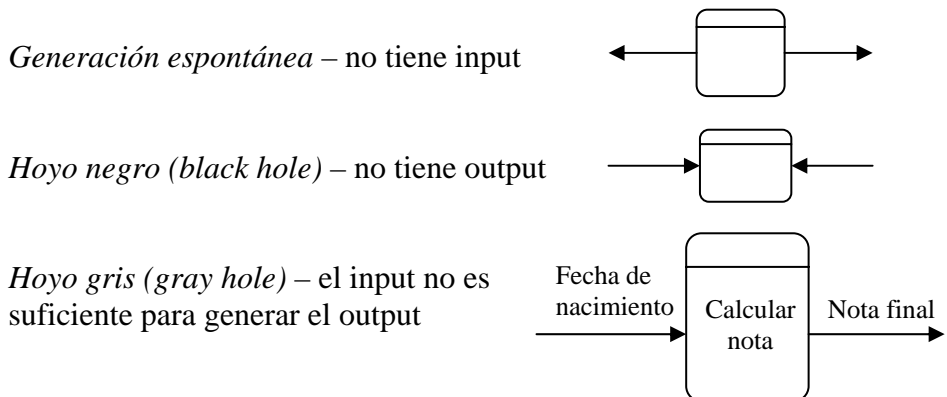 Generación espontánea – no tiene input
Hoyo negro (black hole) – no tiene output
Hoyo gris (gray hole) – el input no es
suficiente para generar el output
Fecha de
nacimiento
Calcular
nota
Nota final